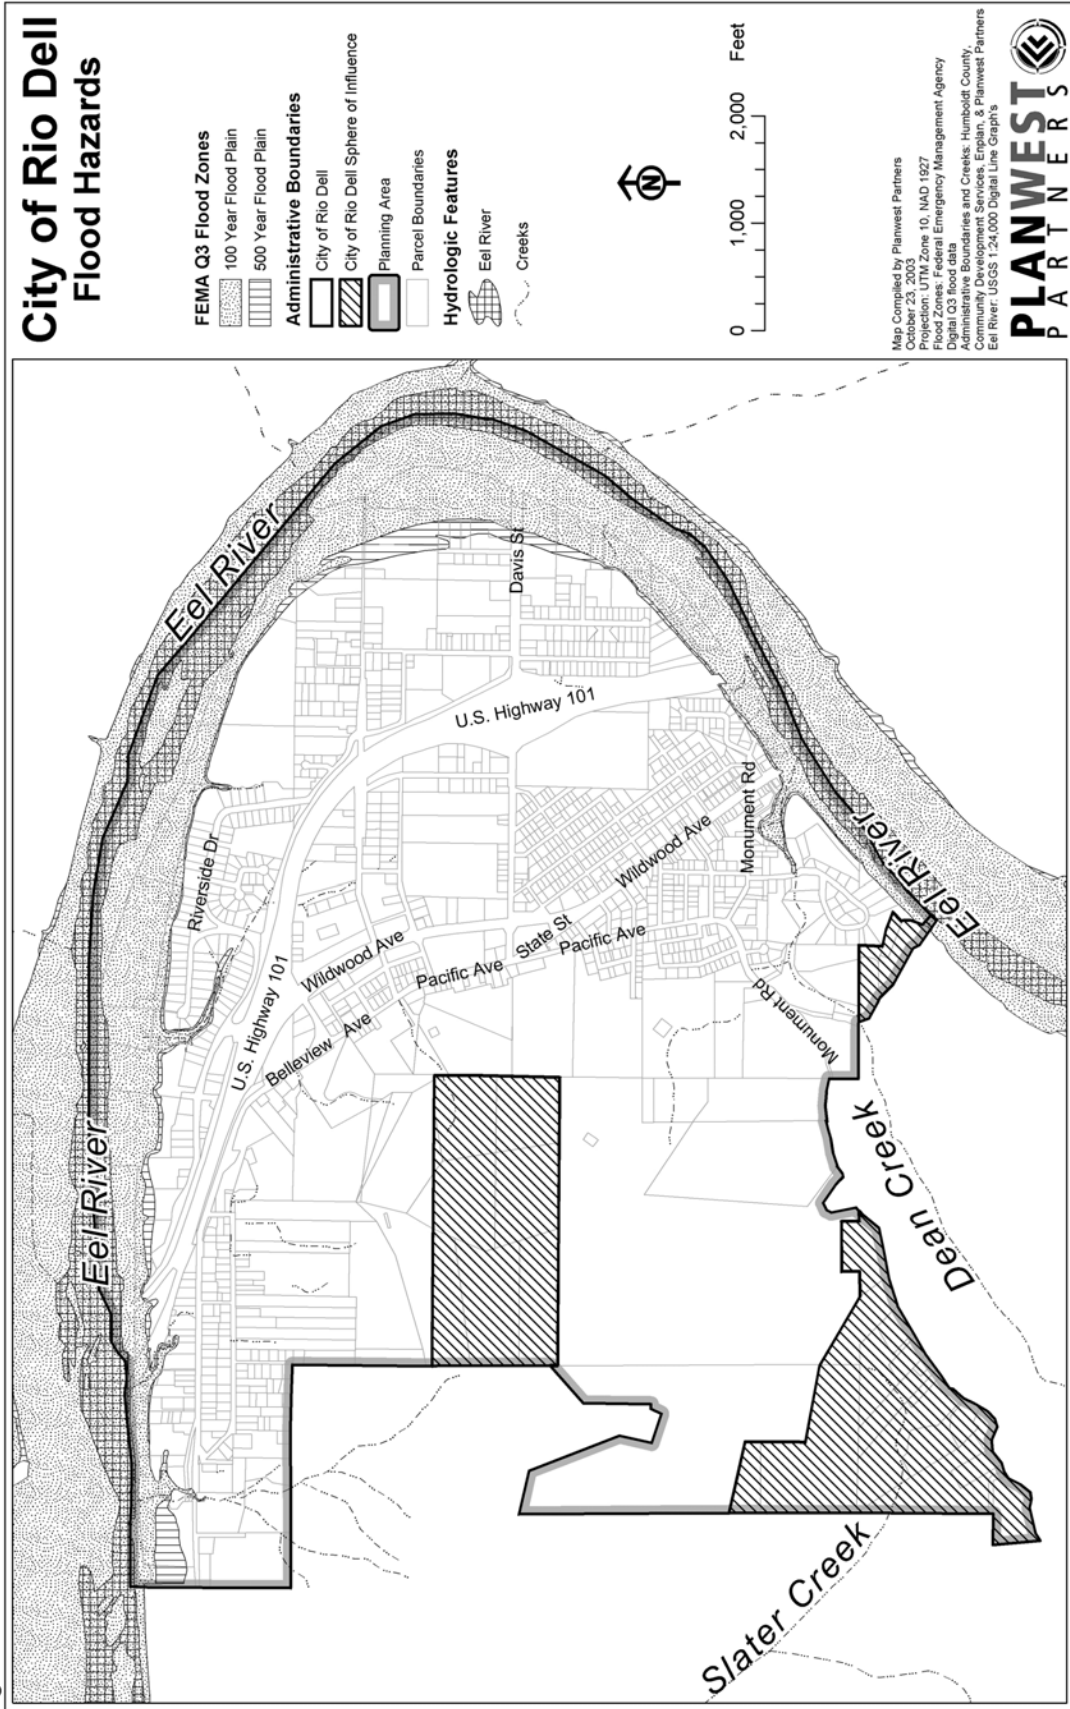 City of Rio Dell
Flood Hazards
FEMA Q3 Flood Zones
100 Year Flood Plain
500 Year Flood Plain
Administrative Boundaries
City of Rio Dell
City of Rio Dell Sphere of Influence
Planning Area
Parcel Boundaries
Hydrologic Features
Eel River
Creeks
N
0 1,000 2,000 Feet
Map Compiled by Planwest Partners
October 23, 2003
Projection: UTM Zone 10, NAD 1927
Flood Zones: Federal Emergency Management Agency
Digital Q3 flood data
Administrative Boundaries and Creeks: Humboldt County,
Community Development Services, Enplan, & Planwest Partners
Eel River: USGS 1:24,000 Digital Line Graph's
PLANWEST
PARTNERS
Eel River
Eel River
Eel River
Davis St
U.S. Highway 101
Riverside Dr
Wildwood Ave
Monument Rd
U.S. Highway 101
Wildwood Ave
State St
Pacific Ave
Pacific Ave
Belleview Ave
Monument Rd
Dean Creek
Slater Creek